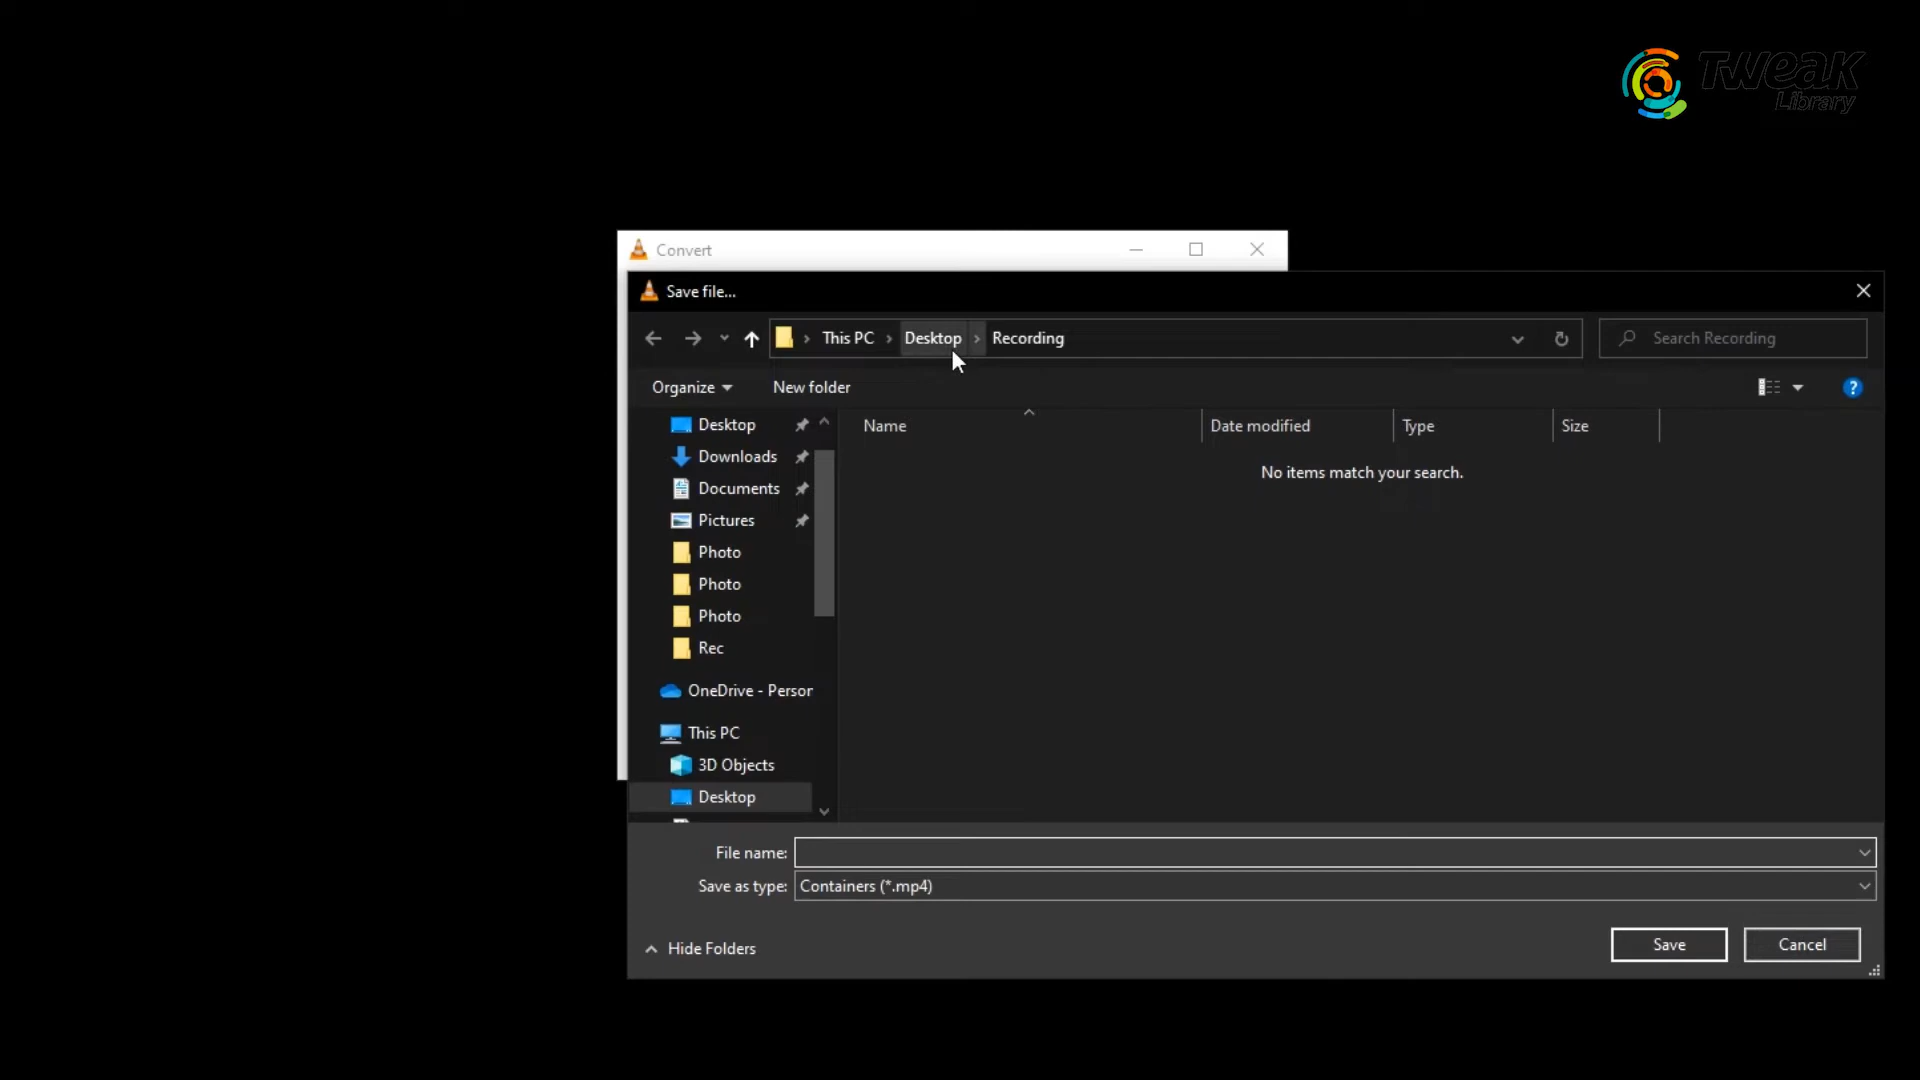 Tweak
Library
Convert
Save file...
This PC
Desktop
Recording
Search Recording
Organize
New folder
?
Desktop
Downloads
Documents
Pictures
Photo
Photo
Photo
Rec
OneDrive - Person
This PC
3D Objects
Desktop
Name
Date modified
Type
Size
No items match your search.
File name:
Save as type: Containers (*.mp4)
Hide Folders
Save
Cancel